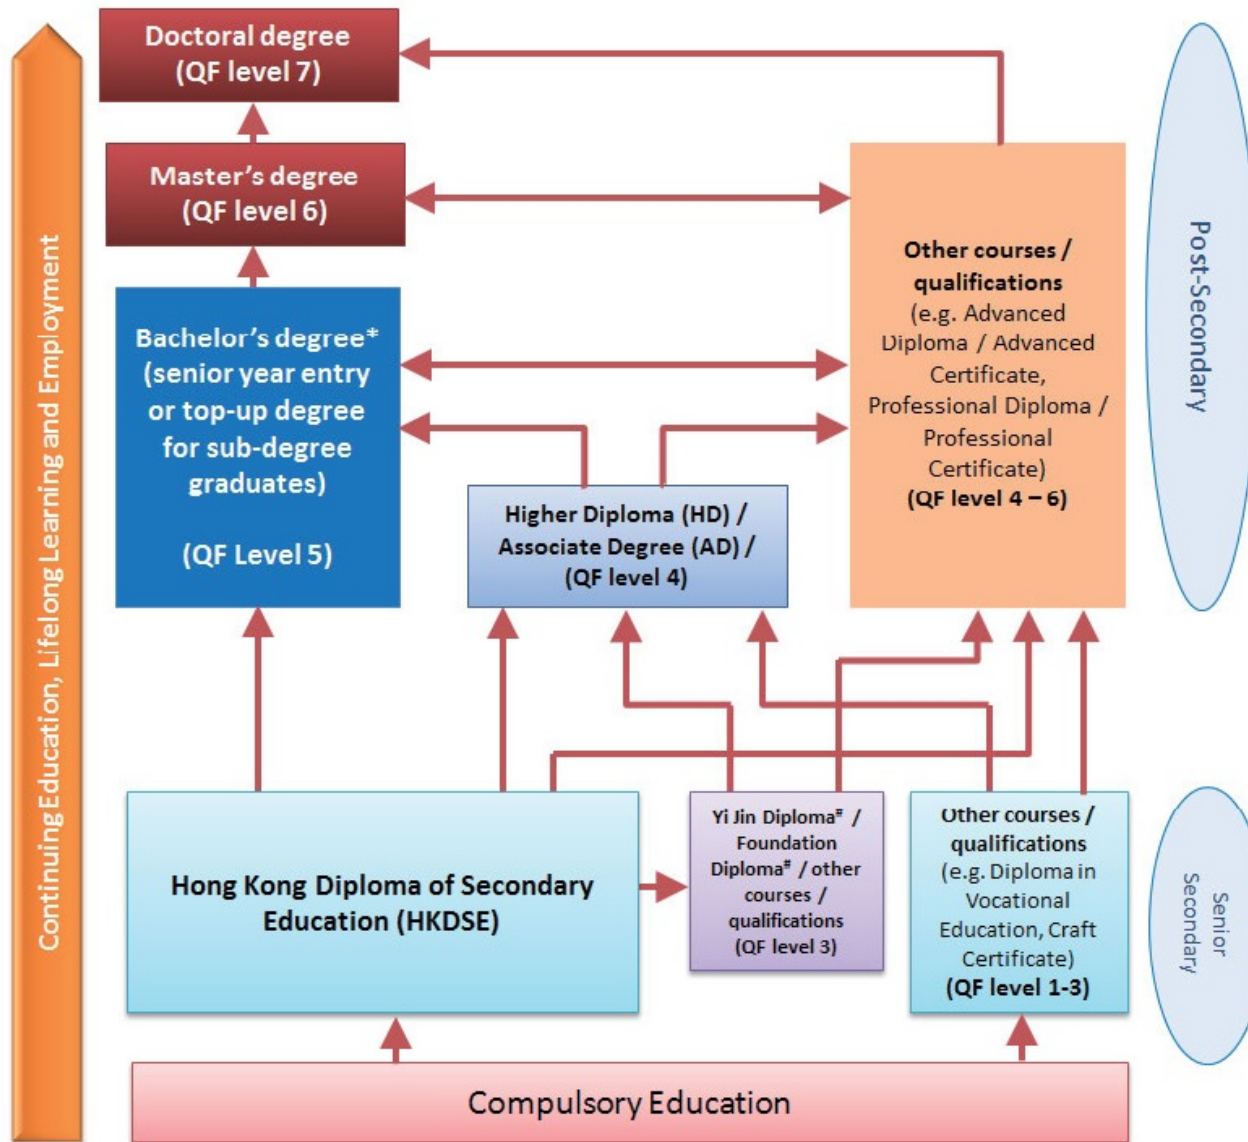 Doctoral degree
(QF level 7)
Master's degree
(QF level 6)
Bachelor's degree*
(senior year entry
or top-up degree
for sub-degree
graduates)
(QF Level 5)
Higher Diploma (HD) /
Associate Degree (AD) /
(QF level 4)
Other courses /
qualifications
(e.g. Advanced
Diploma / Advanced
Certificate,
Professional Diploma /
Professional
Certificate)
(QF level 4 – 6)
Post-Secondary
Hong Kong Diploma of Secondary
Education (HKDSE)
Yi Jin Diploma# /
Foundation
Diploma# / other
courses /
qualifications
(QF level 3)
Other courses /
qualifications
(e.g. Diploma in
Vocational
Education, Craft
Certificate)
(QF level 1-3)
Senior
Secondary
Compulsory Education
Continuing Education, Lifelong Learning and Employment